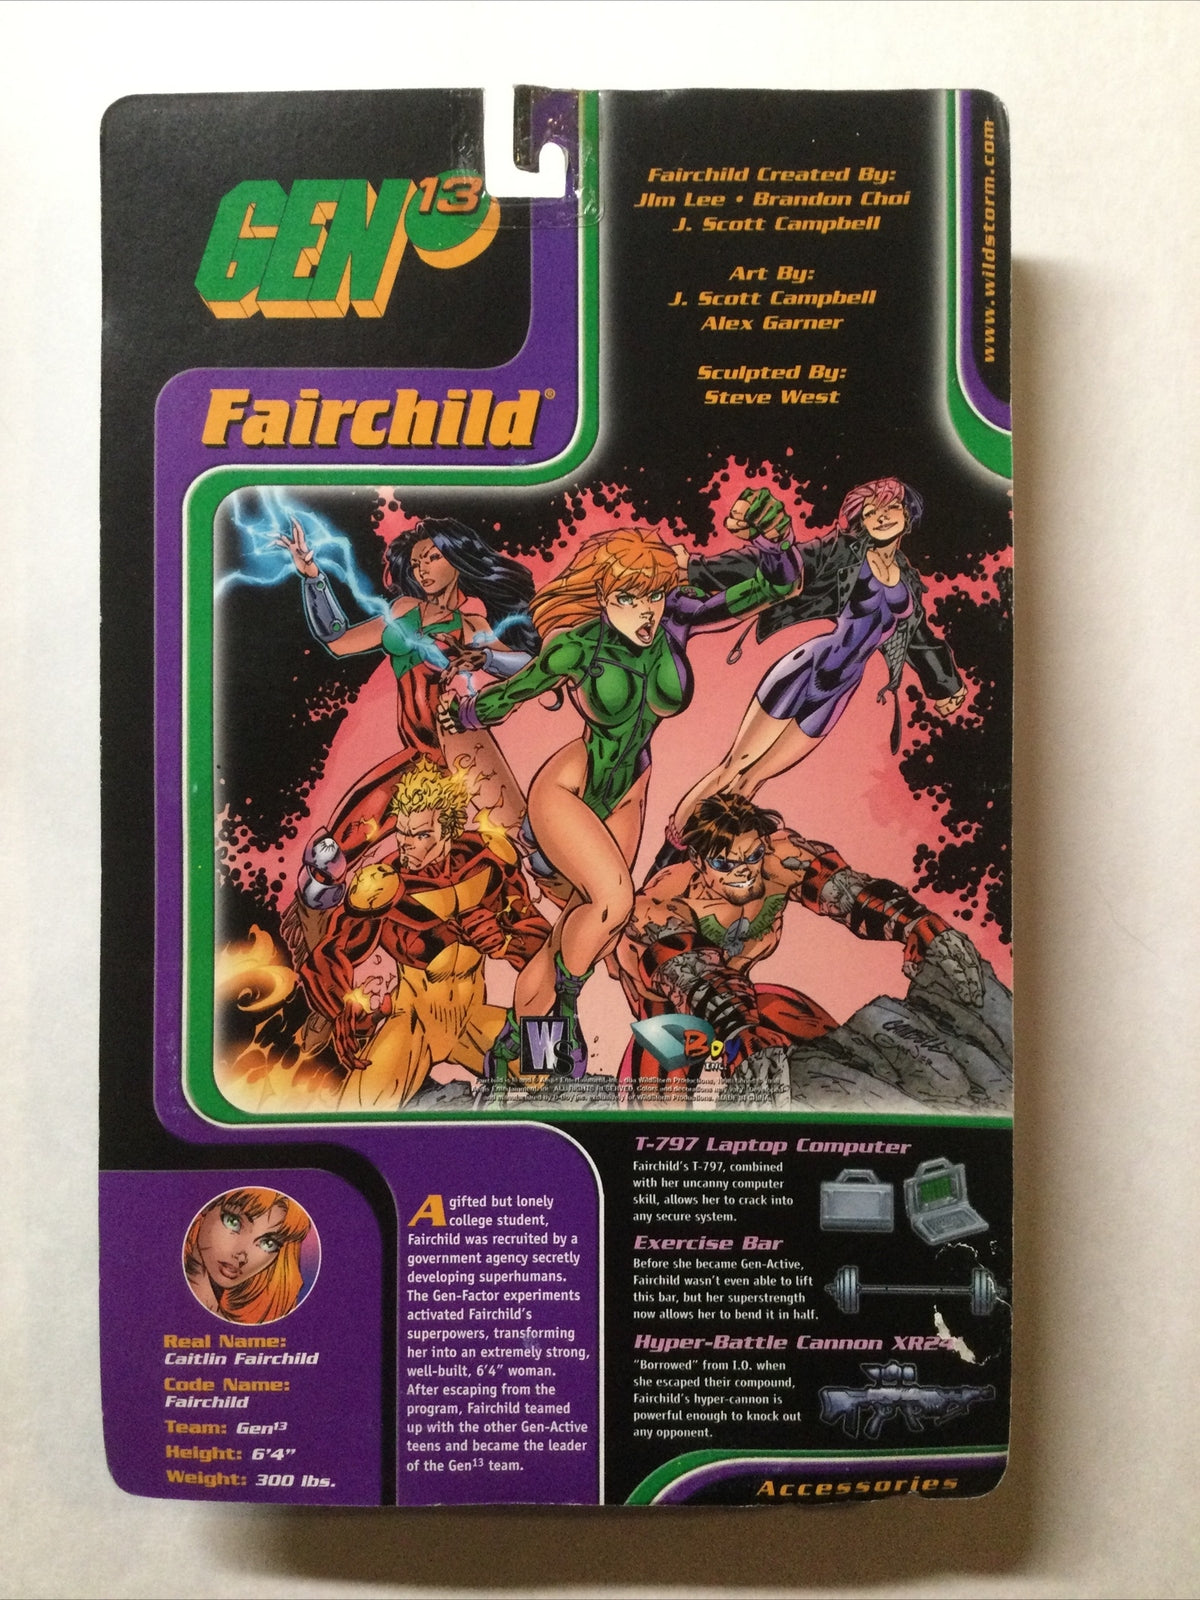 GEN13
Fairchild®
Fairchild Created By:
JIm Lee • Brandon Choi
J. Scott Campbell
Art By:
J. Scott Campbell
Alex Garner
Sculpted By:
Steve West
www.wildstorm.com
WS
D Boy
INC.
ALL RIGHTS RESERVED.
MADE IN CHINA
Real Name:
Caitlin Fairchild
Code Name:
Fairchild
Team: Gen13
Height: 6'4"
Weight: 300 lbs.
A gifted but lonely
college student,
Fairchild was recruited by a
government agency secretly
developing superhumans.
The Gen-Factor experiments
activated Fairchild's
superpowers, transforming
her into an extremely strong,
well-built, 6'4" woman.
After escaping from the
program, Fairchild teamed
up with the other Gen-Active
teens and became the leader
of the Gen13 team.
T-797 Laptop Computer
Fairchild's T-797, combined
with her uncanny computer
skill, allows her to crack into
any secure system.
Exercise Bar
Before she became Gen-Active,
Fairchild wasn't even able to lift
this bar, but her superstrength
now allows her to bend it in half.
Hyper-Battle Cannon XR24
"Borrowed" from I.O. when
she escaped their compound,
Fairchild's hyper-cannon is
powerful enough to knock out
any opponent.
Accessories